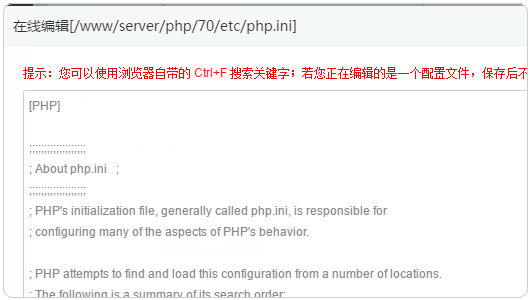 在线编辑[/www/server/php/70/etc/php.ini]
提示：您可以使用浏览器自带的 Ctrl+F 搜索关键字；若您正在编辑的是一个配置文件，保存后不
[PHP]
;;;;;;;;;;;;;;;;;;;
; About php.ini   ;
;;;;;;;;;;;;;;;;;;;
; PHP's initialization file, generally called php.ini, is responsible for
; configuring many of the aspects of PHP's behavior.
; PHP attempts to find and load this configuration from a number of locations.
; The following is a summary of its search order: